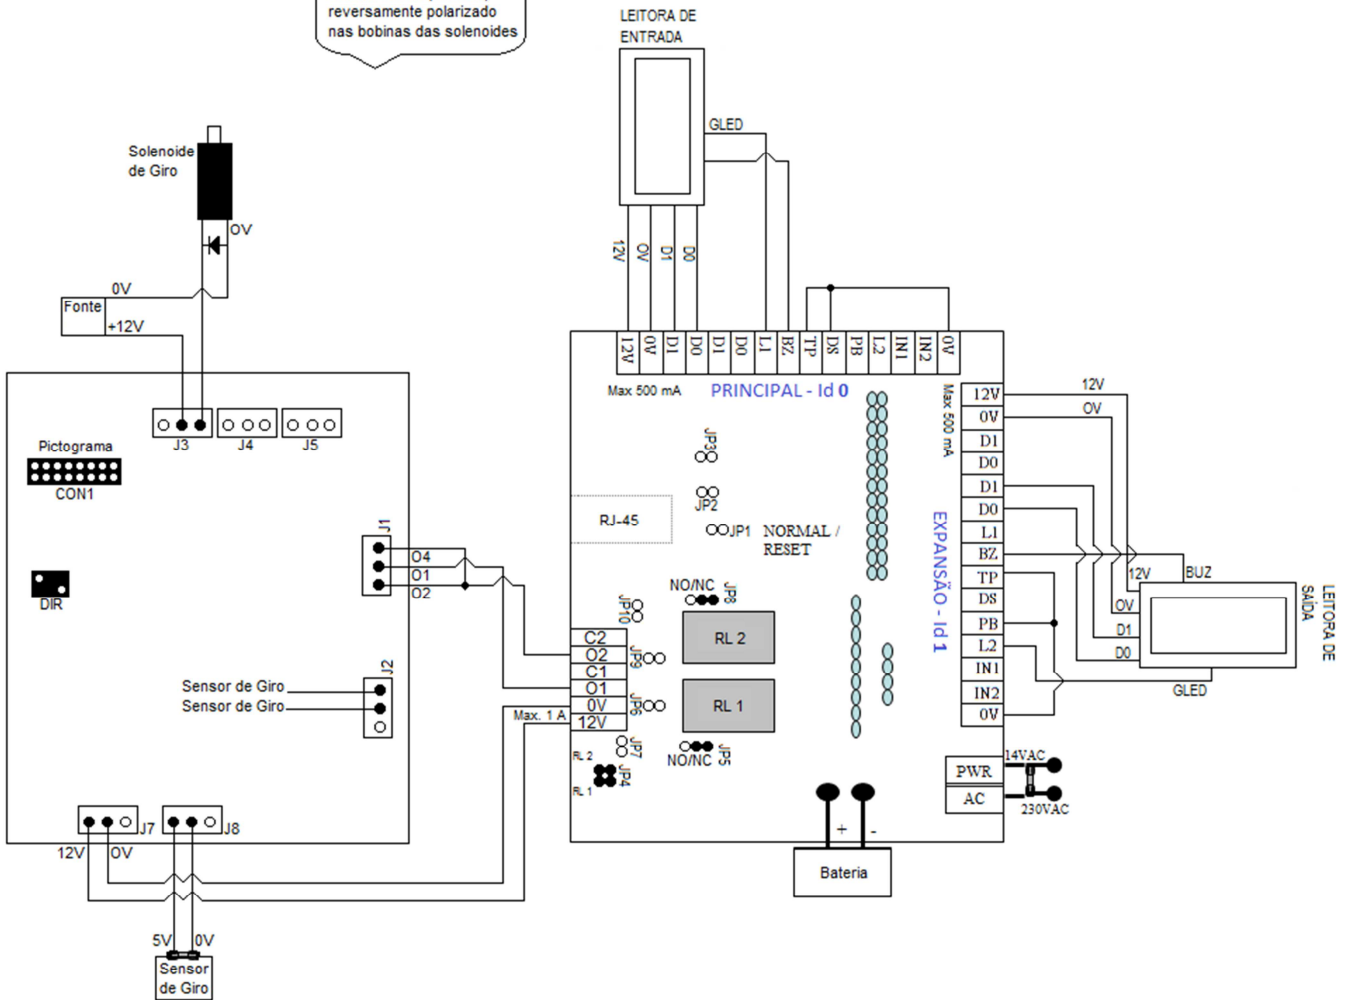 reversamente polarizado
nas bobinas das solenoides
LEITORA DE
ENTRADA
GLED
12V
OV
D1
D0
Solenoide
de Giro
OV
0V
Fonte
+12V
12V
0V
D1
D0
D1
D0
L1
BZ
TP
DS
PB
L2
IN1
IN2
0V
Max 500 mA
PRINCIPAL - Id 0
Max 500 mA
12V
0V
D1
D0
D1
D0
L1
BZ
TP
DS
PB
L2
IN1
IN2
0V
EXPANSÃO - Id 1
12V
OV
12V
BUZ
OV
D1
D0
GLED
LEITORA DE
SAÍDA
J3
J4
J5
Pictograma
CON1
DIR
J1
O4
O1
O2
J2
Sensor de Giro
Sensor de Giro
J7
J8
12V
OV
5V
0V
Sensor
de Giro
JP3
JP2
RJ-45
JP1
NORMAL /
RESET
NO/NC
JP8
JP10
RL 2
C2
O2
C1
O1
0V
12V
JP9
JP6
RL 1
Max. 1 A
JP7
NO/NC
JP5
RL 2
RL 1
JP4
PWR
AC
14VAC
230VAC
+
-
Bateria